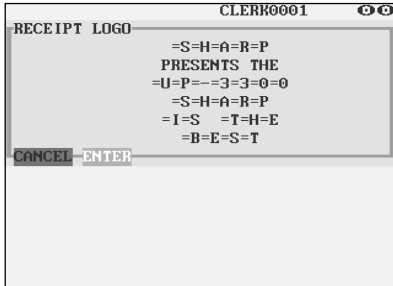 CLERK0001
RECEIPT LOGO
=S=H=A=R=P
PRESENTS THE
=U=P=-=3=3=0=0
=S=H=A=R=P
=I=S =T=H=E
=B=E=S=T
CANCEL ENTER